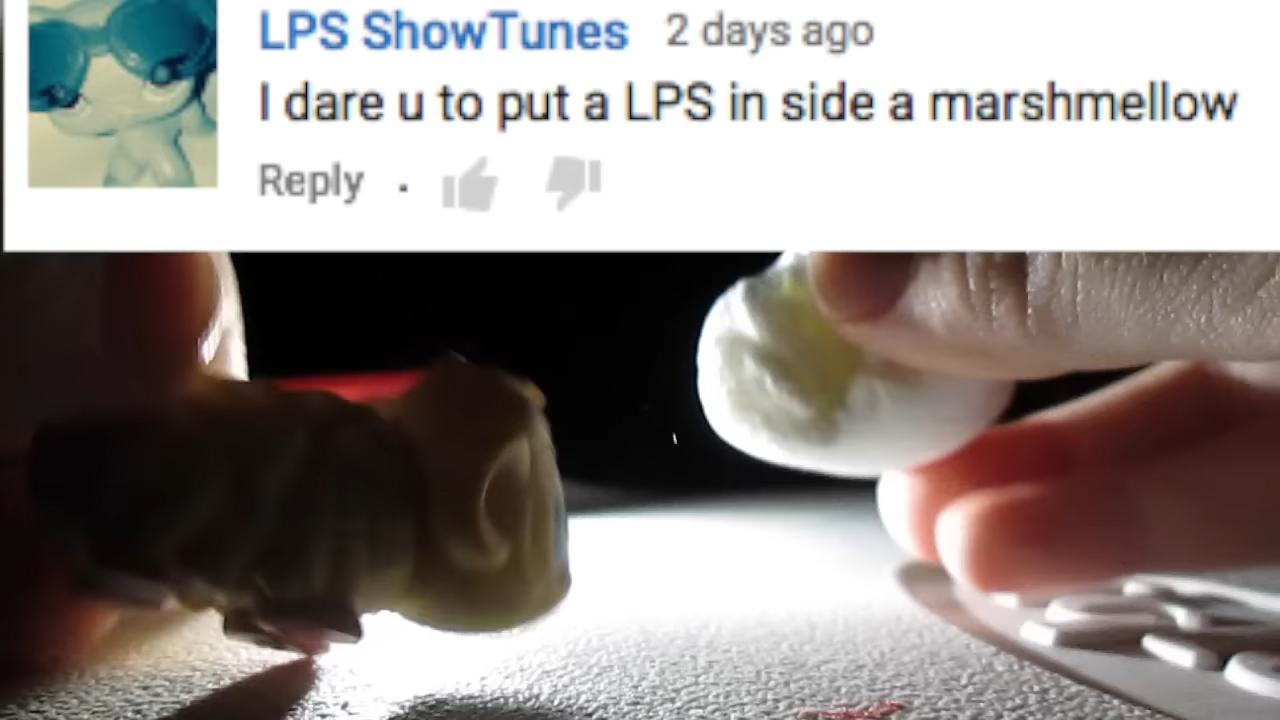 LPS ShowTunes 2 days ago
I dare u to put a LPS in side a marshmellow
Reply .